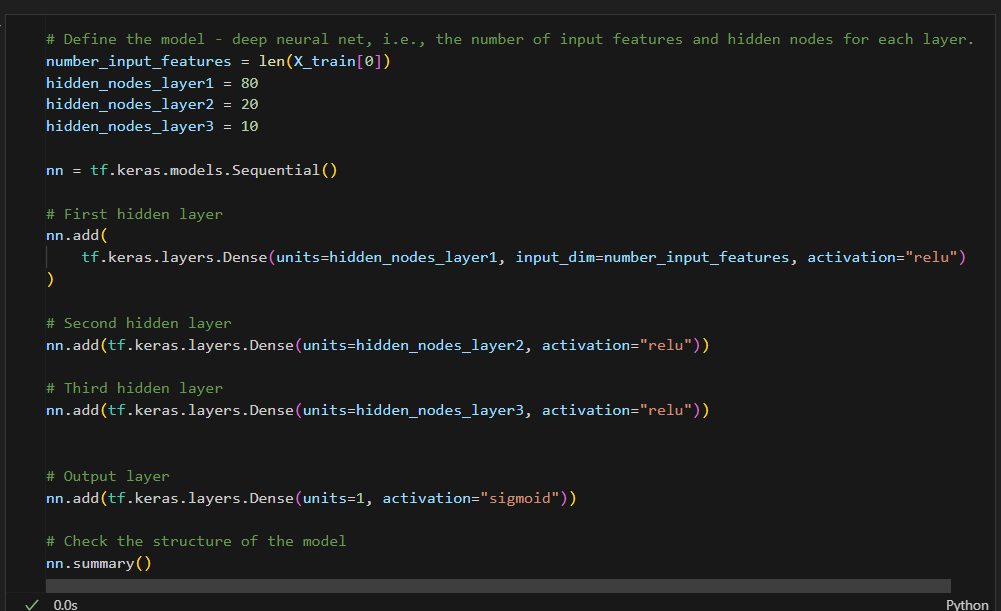 # Define the model - deep neural net, i.e., the number of input features and hidden nodes for each layer.
number_input_features = len(X_train[0])
hidden_nodes_layer1 = 80
hidden_nodes_layer2 = 20
hidden_nodes_layer3 = 10

nn = tf.keras.models.Sequential()

# First hidden layer
nn.add(
    tf.keras.layers.Dense(units=hidden_nodes_layer1, input_dim=number_input_features, activation="relu")
)

# Second hidden layer
nn.add(tf.keras.layers.Dense(units=hidden_nodes_layer2, activation="relu"))

# Third hidden layer
nn.add(tf.keras.layers.Dense(units=hidden_nodes_layer3, activation="relu"))


# Output layer
nn.add(tf.keras.layers.Dense(units=1, activation="sigmoid"))

# Check the structure of the model
nn.summary()
0.0s
Python